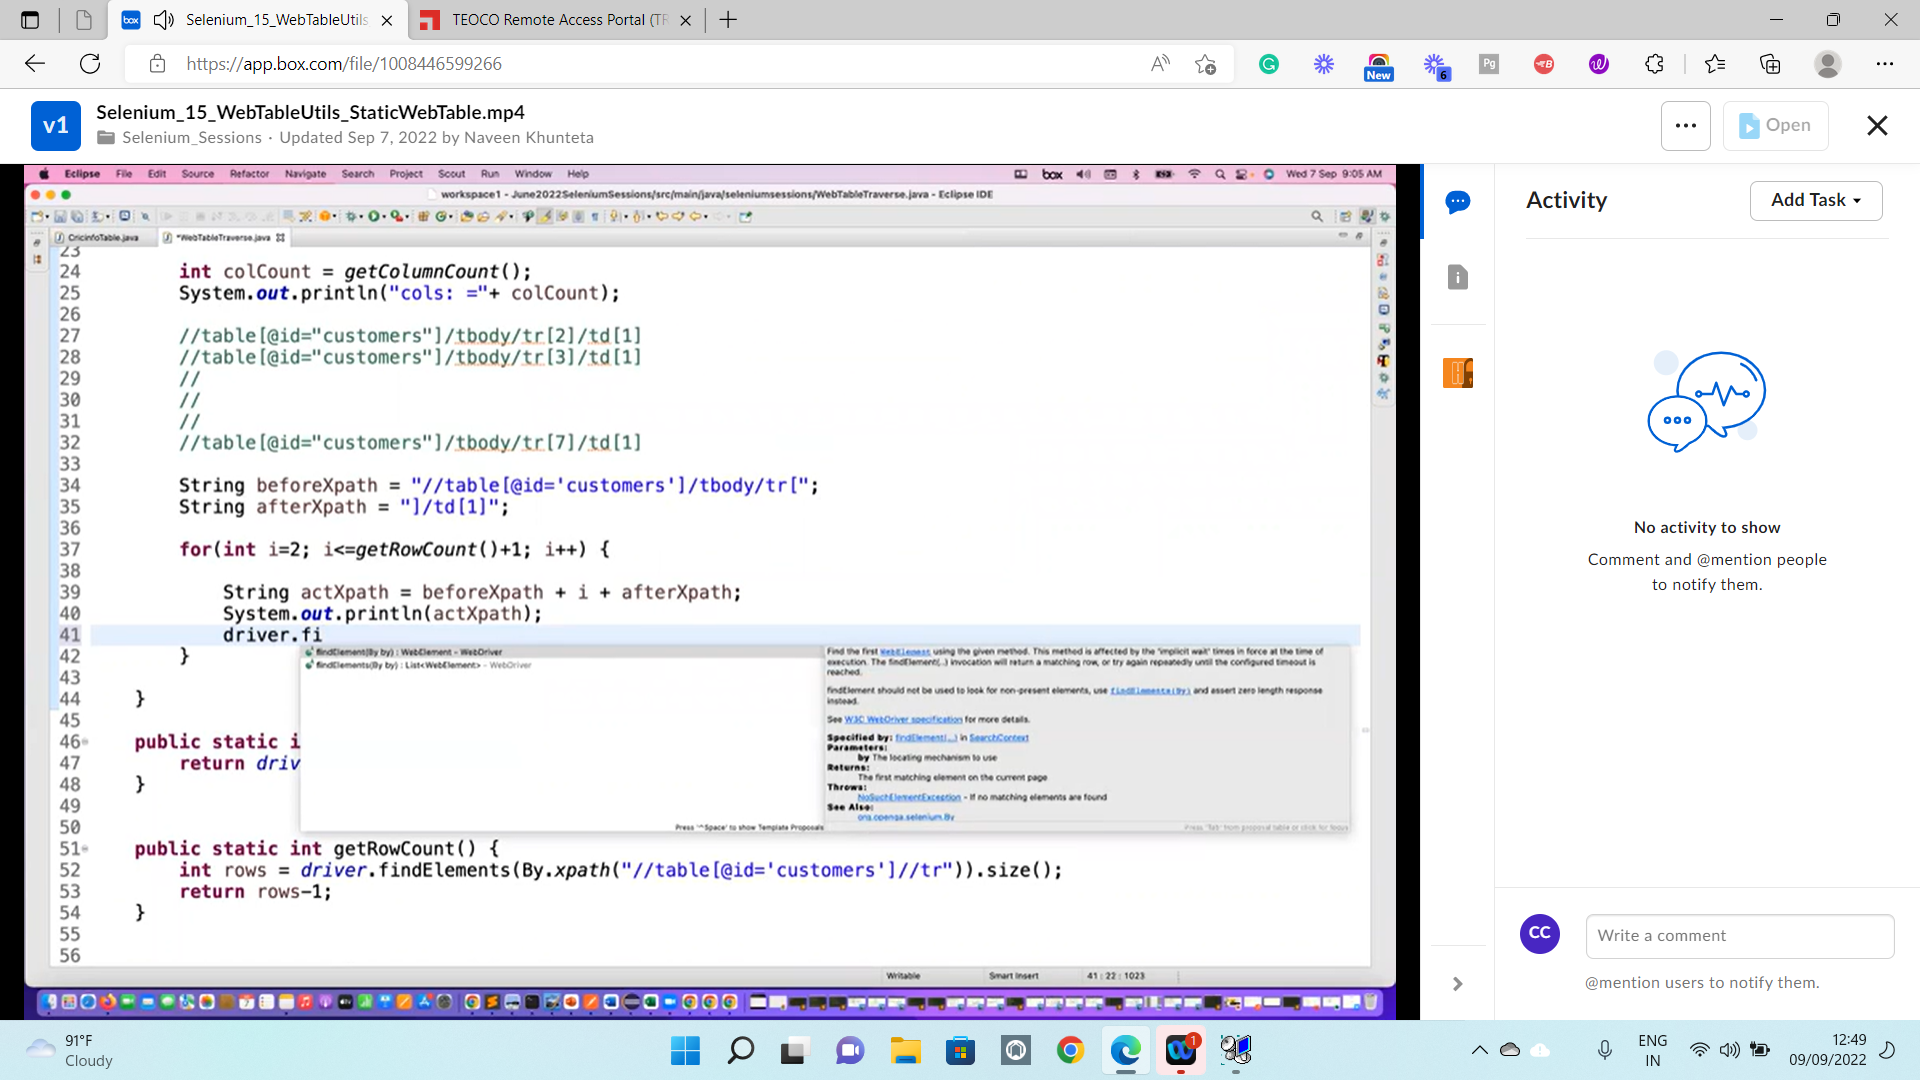 Selenium_15_WebTableUtils
TEOCO Remote Access Portal (TR
https://app.box.com/file/1008446599266
New
6
Pg
v1
Selenium_15_WebTableUtils_StaticWebTable.mp4
Selenium_Sessions · Updated Sep 7, 2022 by Naveen Khunteta
Open
Eclipse File Edit Source Refactor Navigate Search Project Scout Run Window Help
box
Wed 7 Sep 9:05 AM
workspace1 - June2022SeleniumSessions/src/main/java/seleniumsessions/WebTableTraverse.java - Eclipse IDE
CricinfoTable.java
*WebTableTraverse.java
23
24 int colCount = getColumnCount();
25 System.out.println("cols: ="+ colCount);
26
27 //table[@id="customers"]/tbody/tr[2]/td[1]
28 //table[@id="customers"]/tbody/tr[3]/td[1]
29 //
30 //
31 //
32 //table[@id="customers"]/tbody/tr[7]/td[1]
33
34 String beforeXpath = "//table[@id='customers']/tbody/tr[";
35 String afterXpath = "]/td[1]";
36
37 for(int i=2; i<=getRowCount()+1; i++) {
38
39 String actXpath = beforeXpath + i + afterXpath;
40 System.out.println(actXpath);
41 driver.fi
42 }
43
44 }
45
46 public static i
47 return driv
48 }
49
50
51 public static int getRowCount() {
52 int rows = driver.findElements(By.xpath("//table[@id='customers']//tr")).size();
53 return rows-1;
54 }
55
56
findElement(By by) : WebElement - WebDriver
findElements(By by) : List<WebElement> - WebDriver
Press '^Space' to show Template Proposals
Find the first WebElement using the given method. This method is affected by the 'implicit wait' times in force at the time of
execution. The findElement(..) invocation will return a matching row, or try again repeatedly until the configured timeout is
reached.
findElement should not be used to look for non-present elements, use findElements(By) and assert zero length response
instead.
See W3C WebDriver specification for more details.
Specified by: findElement(...) in SearchContext
Parameters:
by The locating mechanism to use
Returns:
The first matching element on the current page
Throws:
NoSuchElementException - If no matching elements are found
See Also:
org.openqa.selenium.By
Press 'Tab' from proposal table or click for focus
Writable Smart Insert 41 : 22 : 1023
Activity
Add Task
No activity to show
Comment and @mention people
to notify them.
CC
Write a comment
@mention users to notify them.
91°F
Cloudy
1
ENG
IN
12:49
09/09/2022